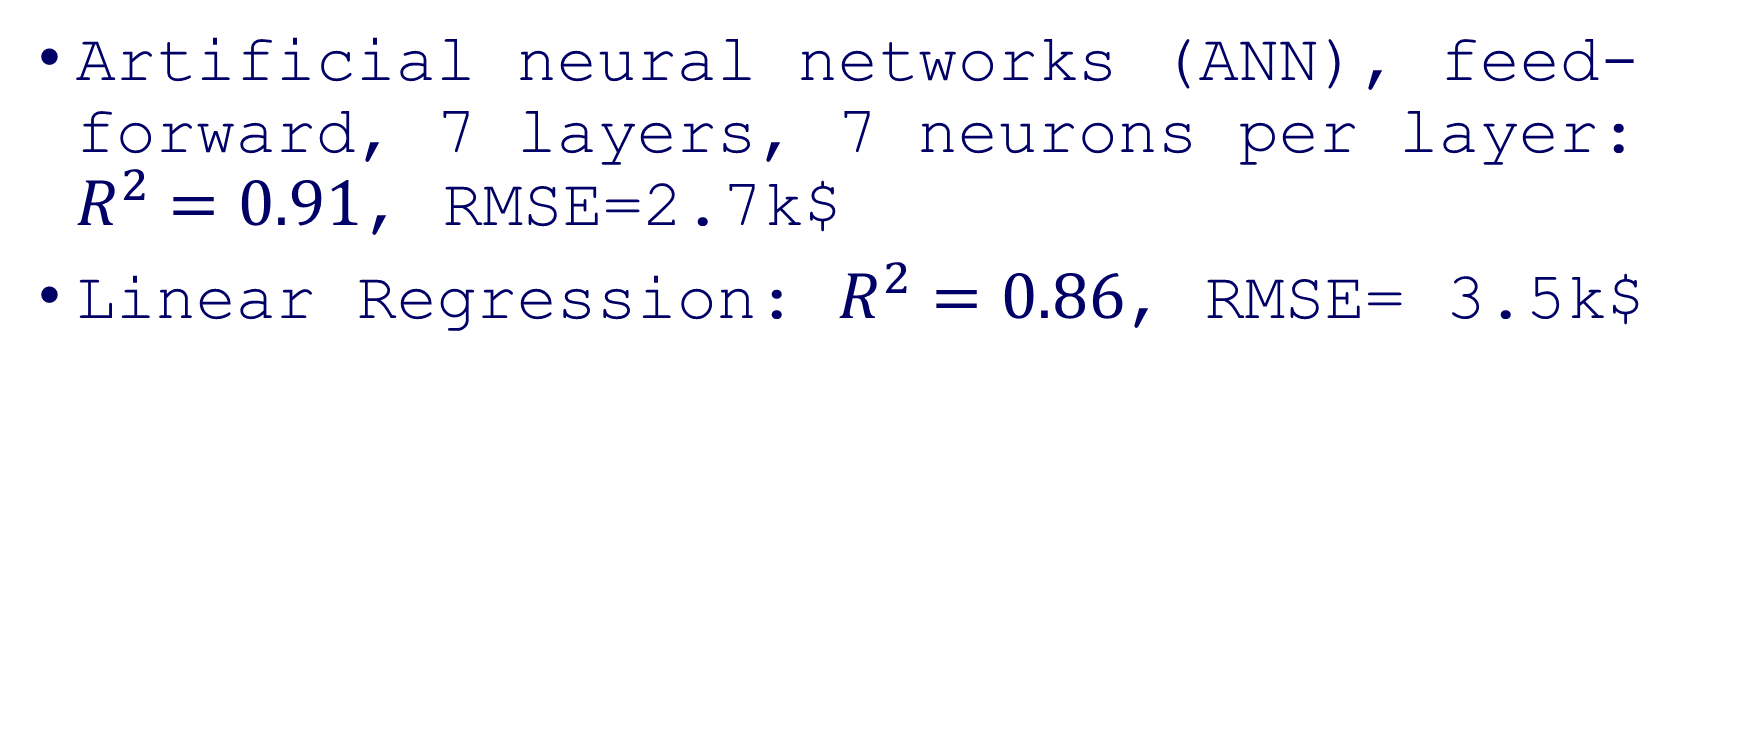 • Artificial neural networks (ANN), feed-
forward, 7 layers, 7 neurons per layer:
R² = 0.91, RMSE=2.7k$
• Linear Regression: R² = 0.86, RMSE= 3.5k$